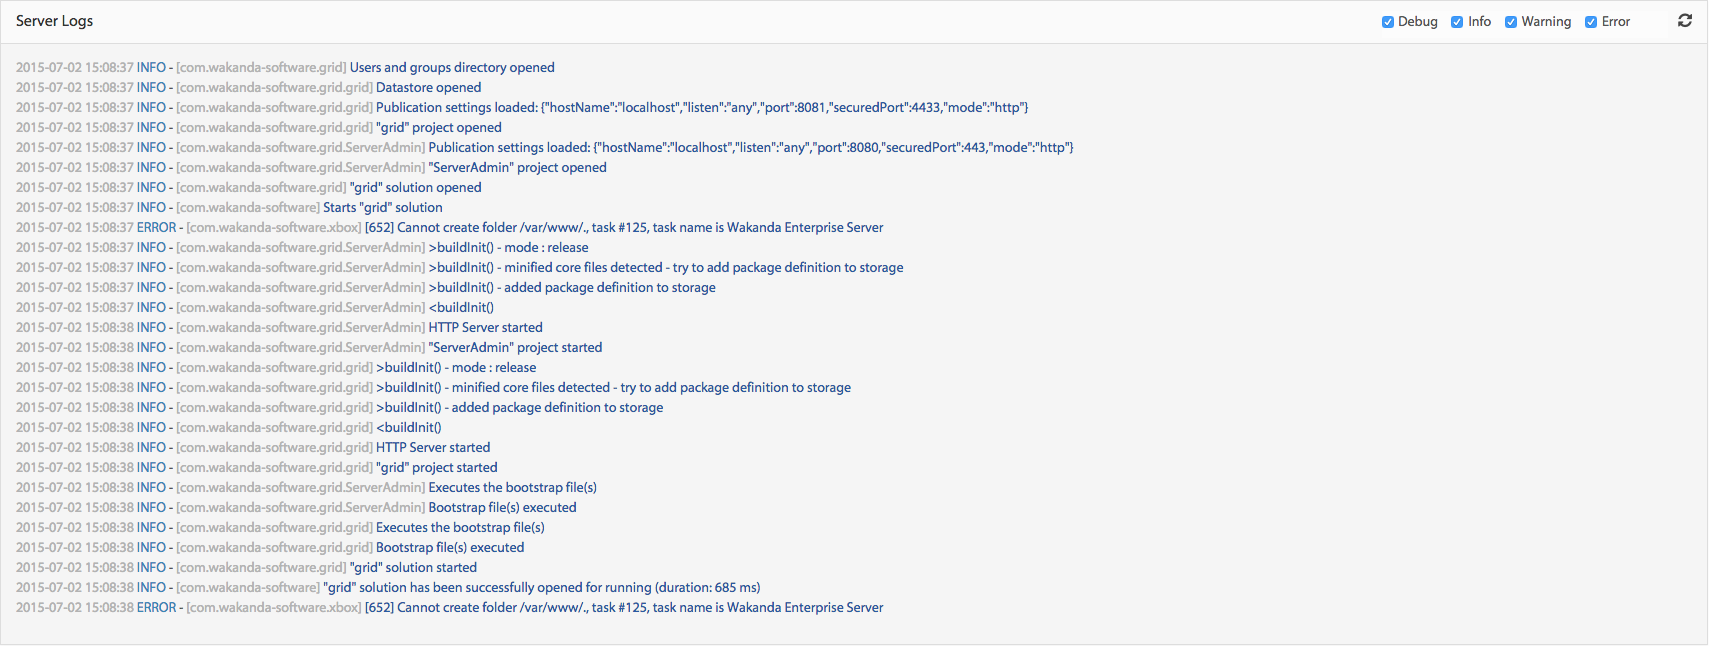 Server Logs
Debug Info Warning Error
2015-07-02 15:08:37 INFO - [com.wakanda-software.grid] Users and groups directory opened
2015-07-02 15:08:37 INFO - [com.wakanda-software.grid.grid] Datastore opened
2015-07-02 15:08:37 INFO - [com.wakanda-software.grid.grid] Publication settings loaded: {"hostName":"localhost","listen":"any","port":8081,"securedPort":4433,"mode":"http"}
2015-07-02 15:08:37 INFO - [com.wakanda-software.grid.grid] "grid" project opened
2015-07-02 15:08:37 INFO - [com.wakanda-software.grid.ServerAdmin] Publication settings loaded: {"hostName":"localhost","listen":"any","port":8080,"securedPort":443,"mode":"http"}
2015-07-02 15:08:37 INFO - [com.wakanda-software.grid.ServerAdmin] "ServerAdmin" project opened
2015-07-02 15:08:37 INFO - [com.wakanda-software.grid] "grid" solution opened
2015-07-02 15:08:37 INFO - [com.wakanda-software] Starts "grid" solution
2015-07-02 15:08:37 ERROR - [com.wakanda-software.xbox] [652] Cannot create folder /var/www/., task #125, task name is Wakanda Enterprise Server
2015-07-02 15:08:37 INFO - [com.wakanda-software.grid.ServerAdmin] >buildInit() - mode : release
2015-07-02 15:08:37 INFO - [com.wakanda-software.grid.ServerAdmin] >buildInit() - minified core files detected - try to add package definition to storage
2015-07-02 15:08:37 INFO - [com.wakanda-software.grid.ServerAdmin] >buildInit() - added package definition to storage
2015-07-02 15:08:37 INFO - [com.wakanda-software.grid.ServerAdmin] <buildInit()
2015-07-02 15:08:38 INFO - [com.wakanda-software.grid.ServerAdmin] HTTP Server started
2015-07-02 15:08:38 INFO - [com.wakanda-software.grid.ServerAdmin] "ServerAdmin" project started
2015-07-02 15:08:38 INFO - [com.wakanda-software.grid.grid] >buildInit() - mode : release
2015-07-02 15:08:38 INFO - [com.wakanda-software.grid.grid] >buildInit() - minified core files detected - try to add package definition to storage
2015-07-02 15:08:38 INFO - [com.wakanda-software.grid.grid] >buildInit() - added package definition to storage
2015-07-02 15:08:38 INFO - [com.wakanda-software.grid.grid] <buildInit()
2015-07-02 15:08:38 INFO - [com.wakanda-software.grid.grid] HTTP Server started
2015-07-02 15:08:38 INFO - [com.wakanda-software.grid.grid] "grid" project started
2015-07-02 15:08:38 INFO - [com.wakanda-software.grid.ServerAdmin] Executes the bootstrap file(s)
2015-07-02 15:08:38 INFO - [com.wakanda-software.grid.ServerAdmin] Bootstrap file(s) executed
2015-07-02 15:08:38 INFO - [com.wakanda-software.grid.grid] Executes the bootstrap file(s)
2015-07-02 15:08:38 INFO - [com.wakanda-software.grid.grid] Bootstrap file(s) executed
2015-07-02 15:08:38 INFO - [com.wakanda-software.grid] "grid" solution started
2015-07-02 15:08:38 INFO - [com.wakanda-software] "grid" solution has been successfully opened for running (duration: 685 ms)
2015-07-02 15:08:38 ERROR - [com.wakanda-software.xbox] [652] Cannot create folder /var/www/., task #125, task name is Wakanda Enterprise Server